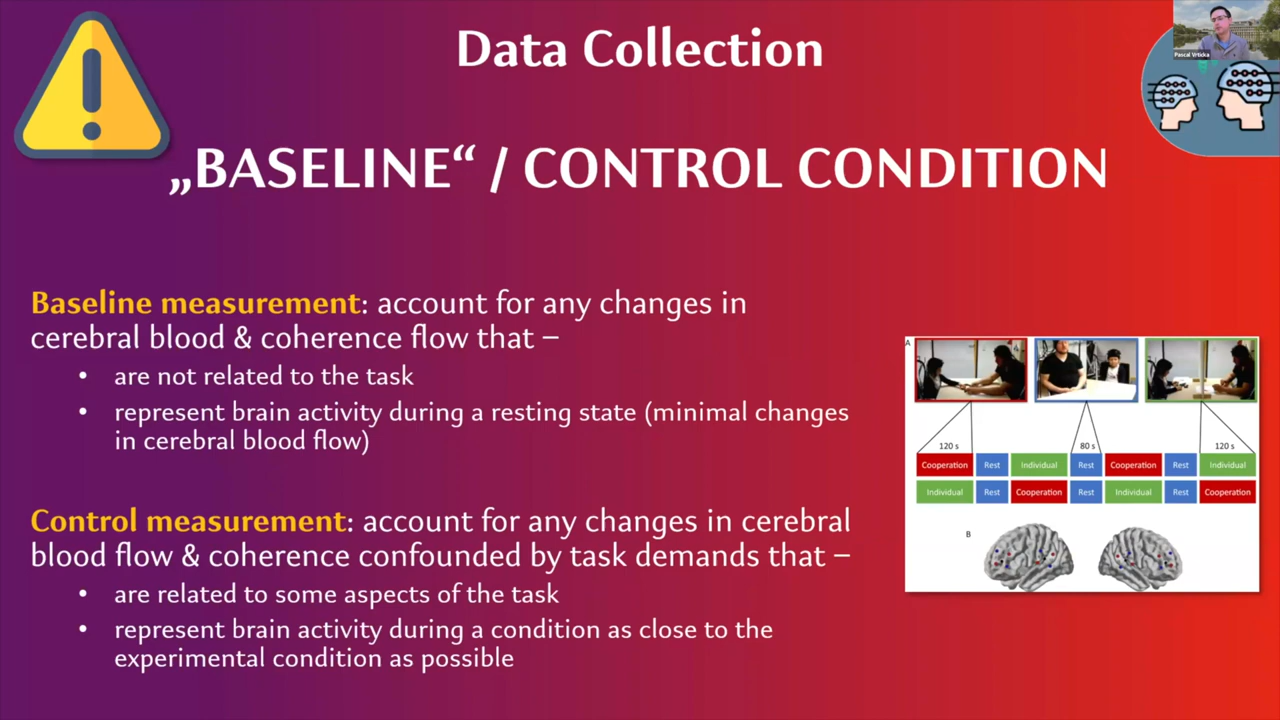 Data Collection
Pascal Vrticka
„BASELINE“ / CONTROL CONDITION
Baseline measurement: account for any changes in
cerebral blood & coherence flow that –
• are not related to the task
• represent brain activity during a resting state (minimal changes
in cerebral blood flow)
Control measurement: account for any changes in cerebral
blood flow & coherence confounded by task demands that –
• are related to some aspects of the task
• represent brain activity during a condition as close to the
experimental condition as possible
A
120 s 80 s 120 s
Cooperation Rest Individual Rest Cooperation Rest Individual
Individual Rest Cooperation Rest Individual Rest Cooperation
B